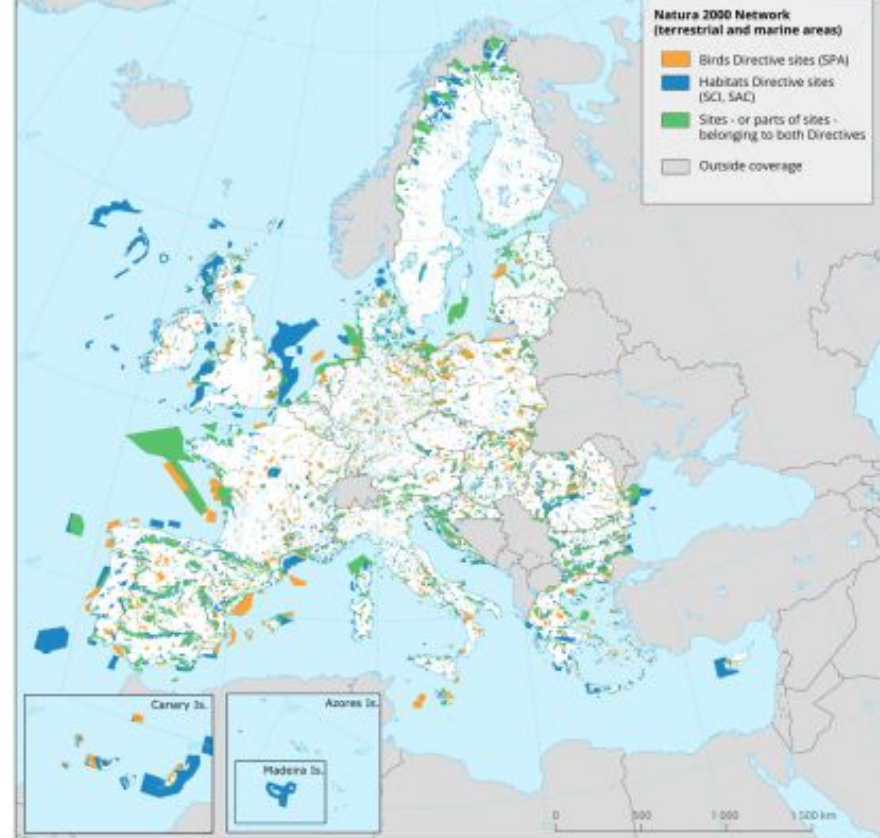 Natura 2000 Network
(terrestrial and marine areas)
Birds Directive sites (SPA)
Habitats Directive sites
(SCI, SAC)
Sites - or parts of sites -
belonging to both Directives
Outside coverage
Canary Is.
Azores Is.
Madeira Is.
0 500 1 000 1 500 km